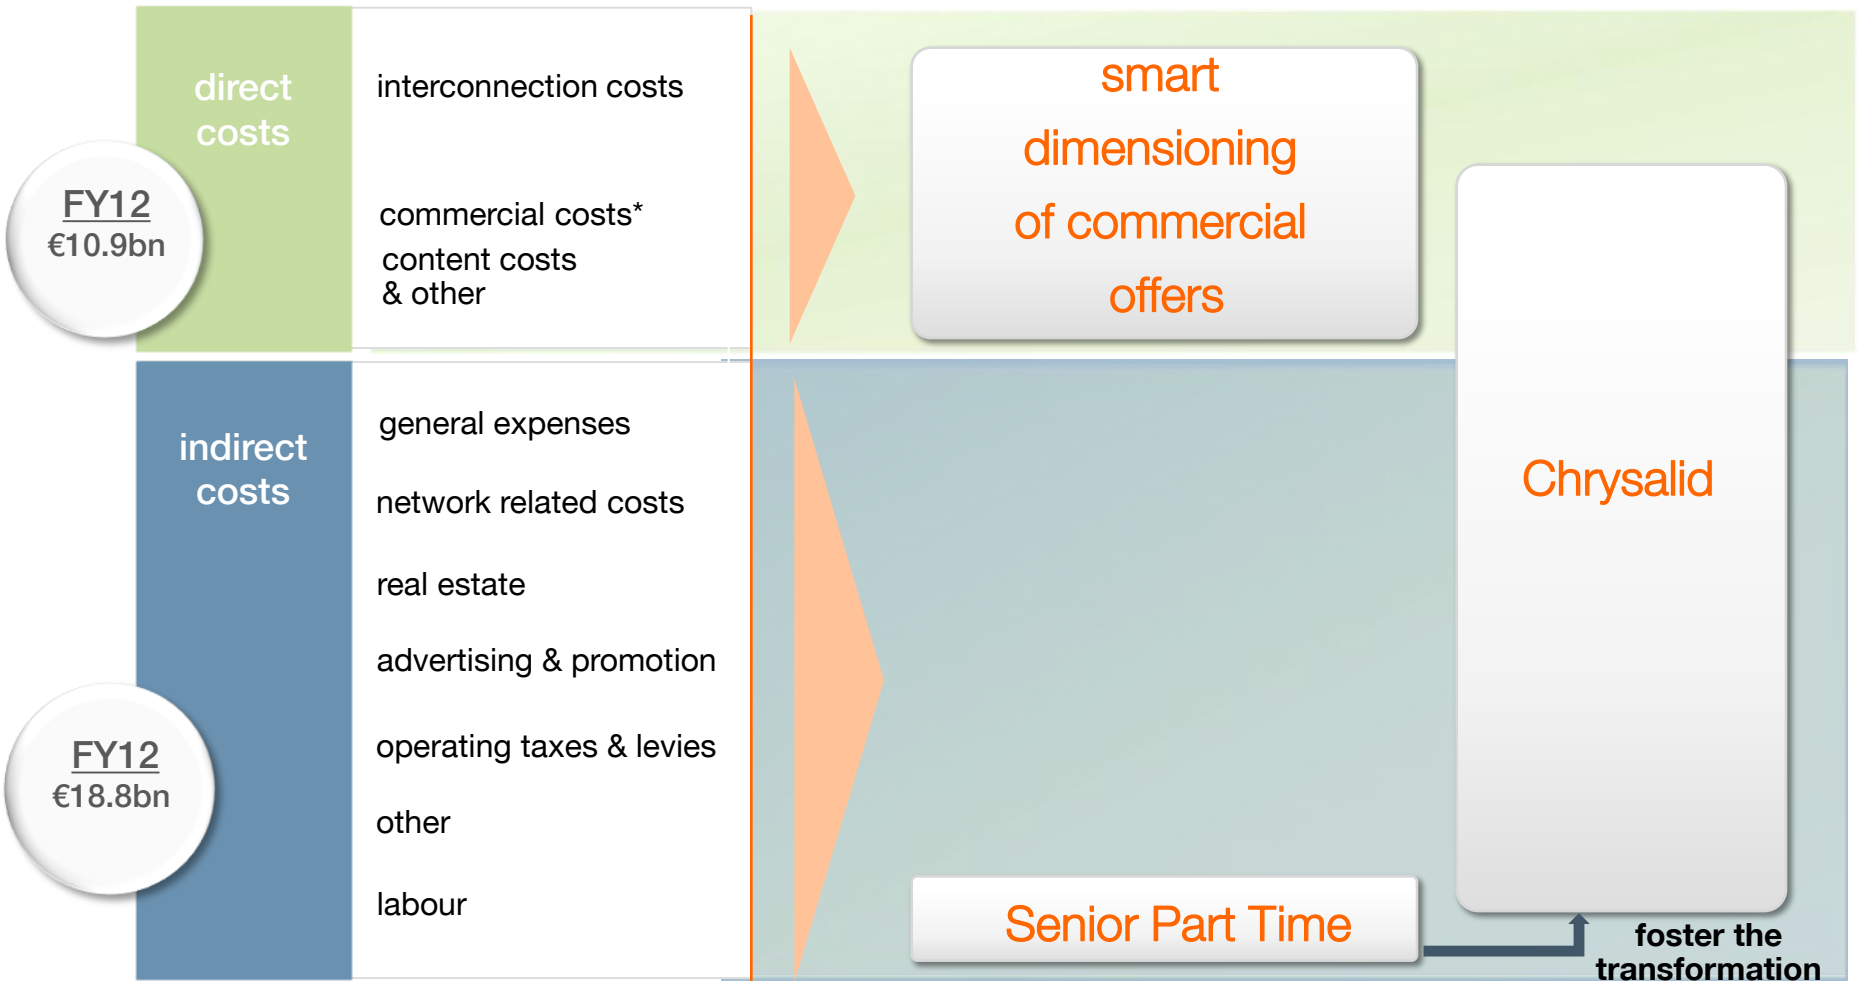 direct
costs
FY12
€10.9bn
interconnection costs
commercial costs*
content costs
& other
smart
dimensioning
of commercial
offers
Chrysalid
indirect
costs
FY12
€18.8bn
general expenses
network related costs
real estate
advertising & promotion
operating taxes & levies
other
labour
Senior Part Time
foster the
transformation